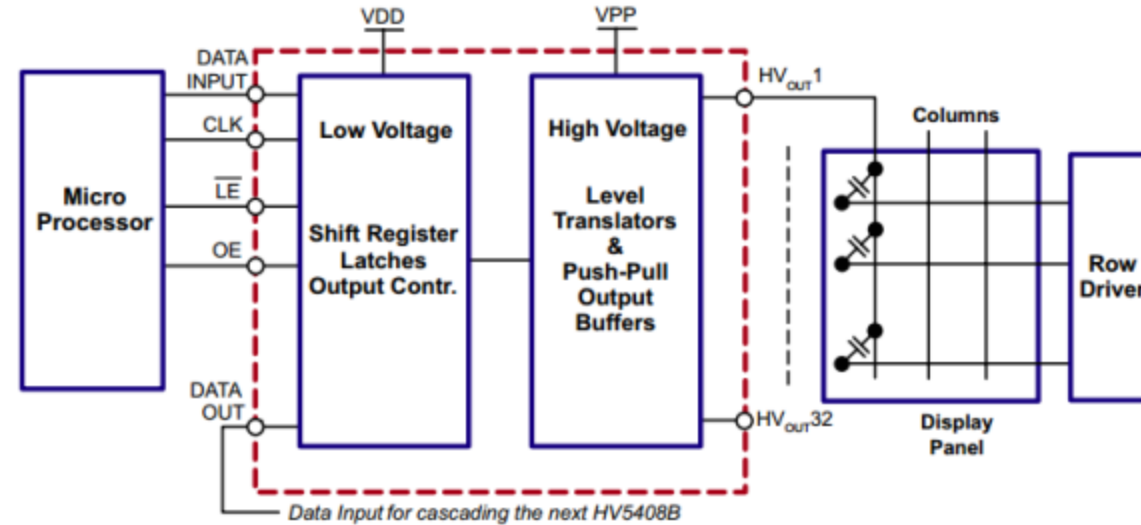 VDD
VPP
DATA
INPUT
CLK
LE
OE
DATA
OUT
Micro
Processor
Low Voltage
Shift Register
Latches
Output Contr.
High Voltage
Level
Translators
&
Push-Pull
Output
Buffers
HVOUT1
HVOUT32
Columns
Display
Panel
Row
Driver
Data Input for cascading the next HV5408B